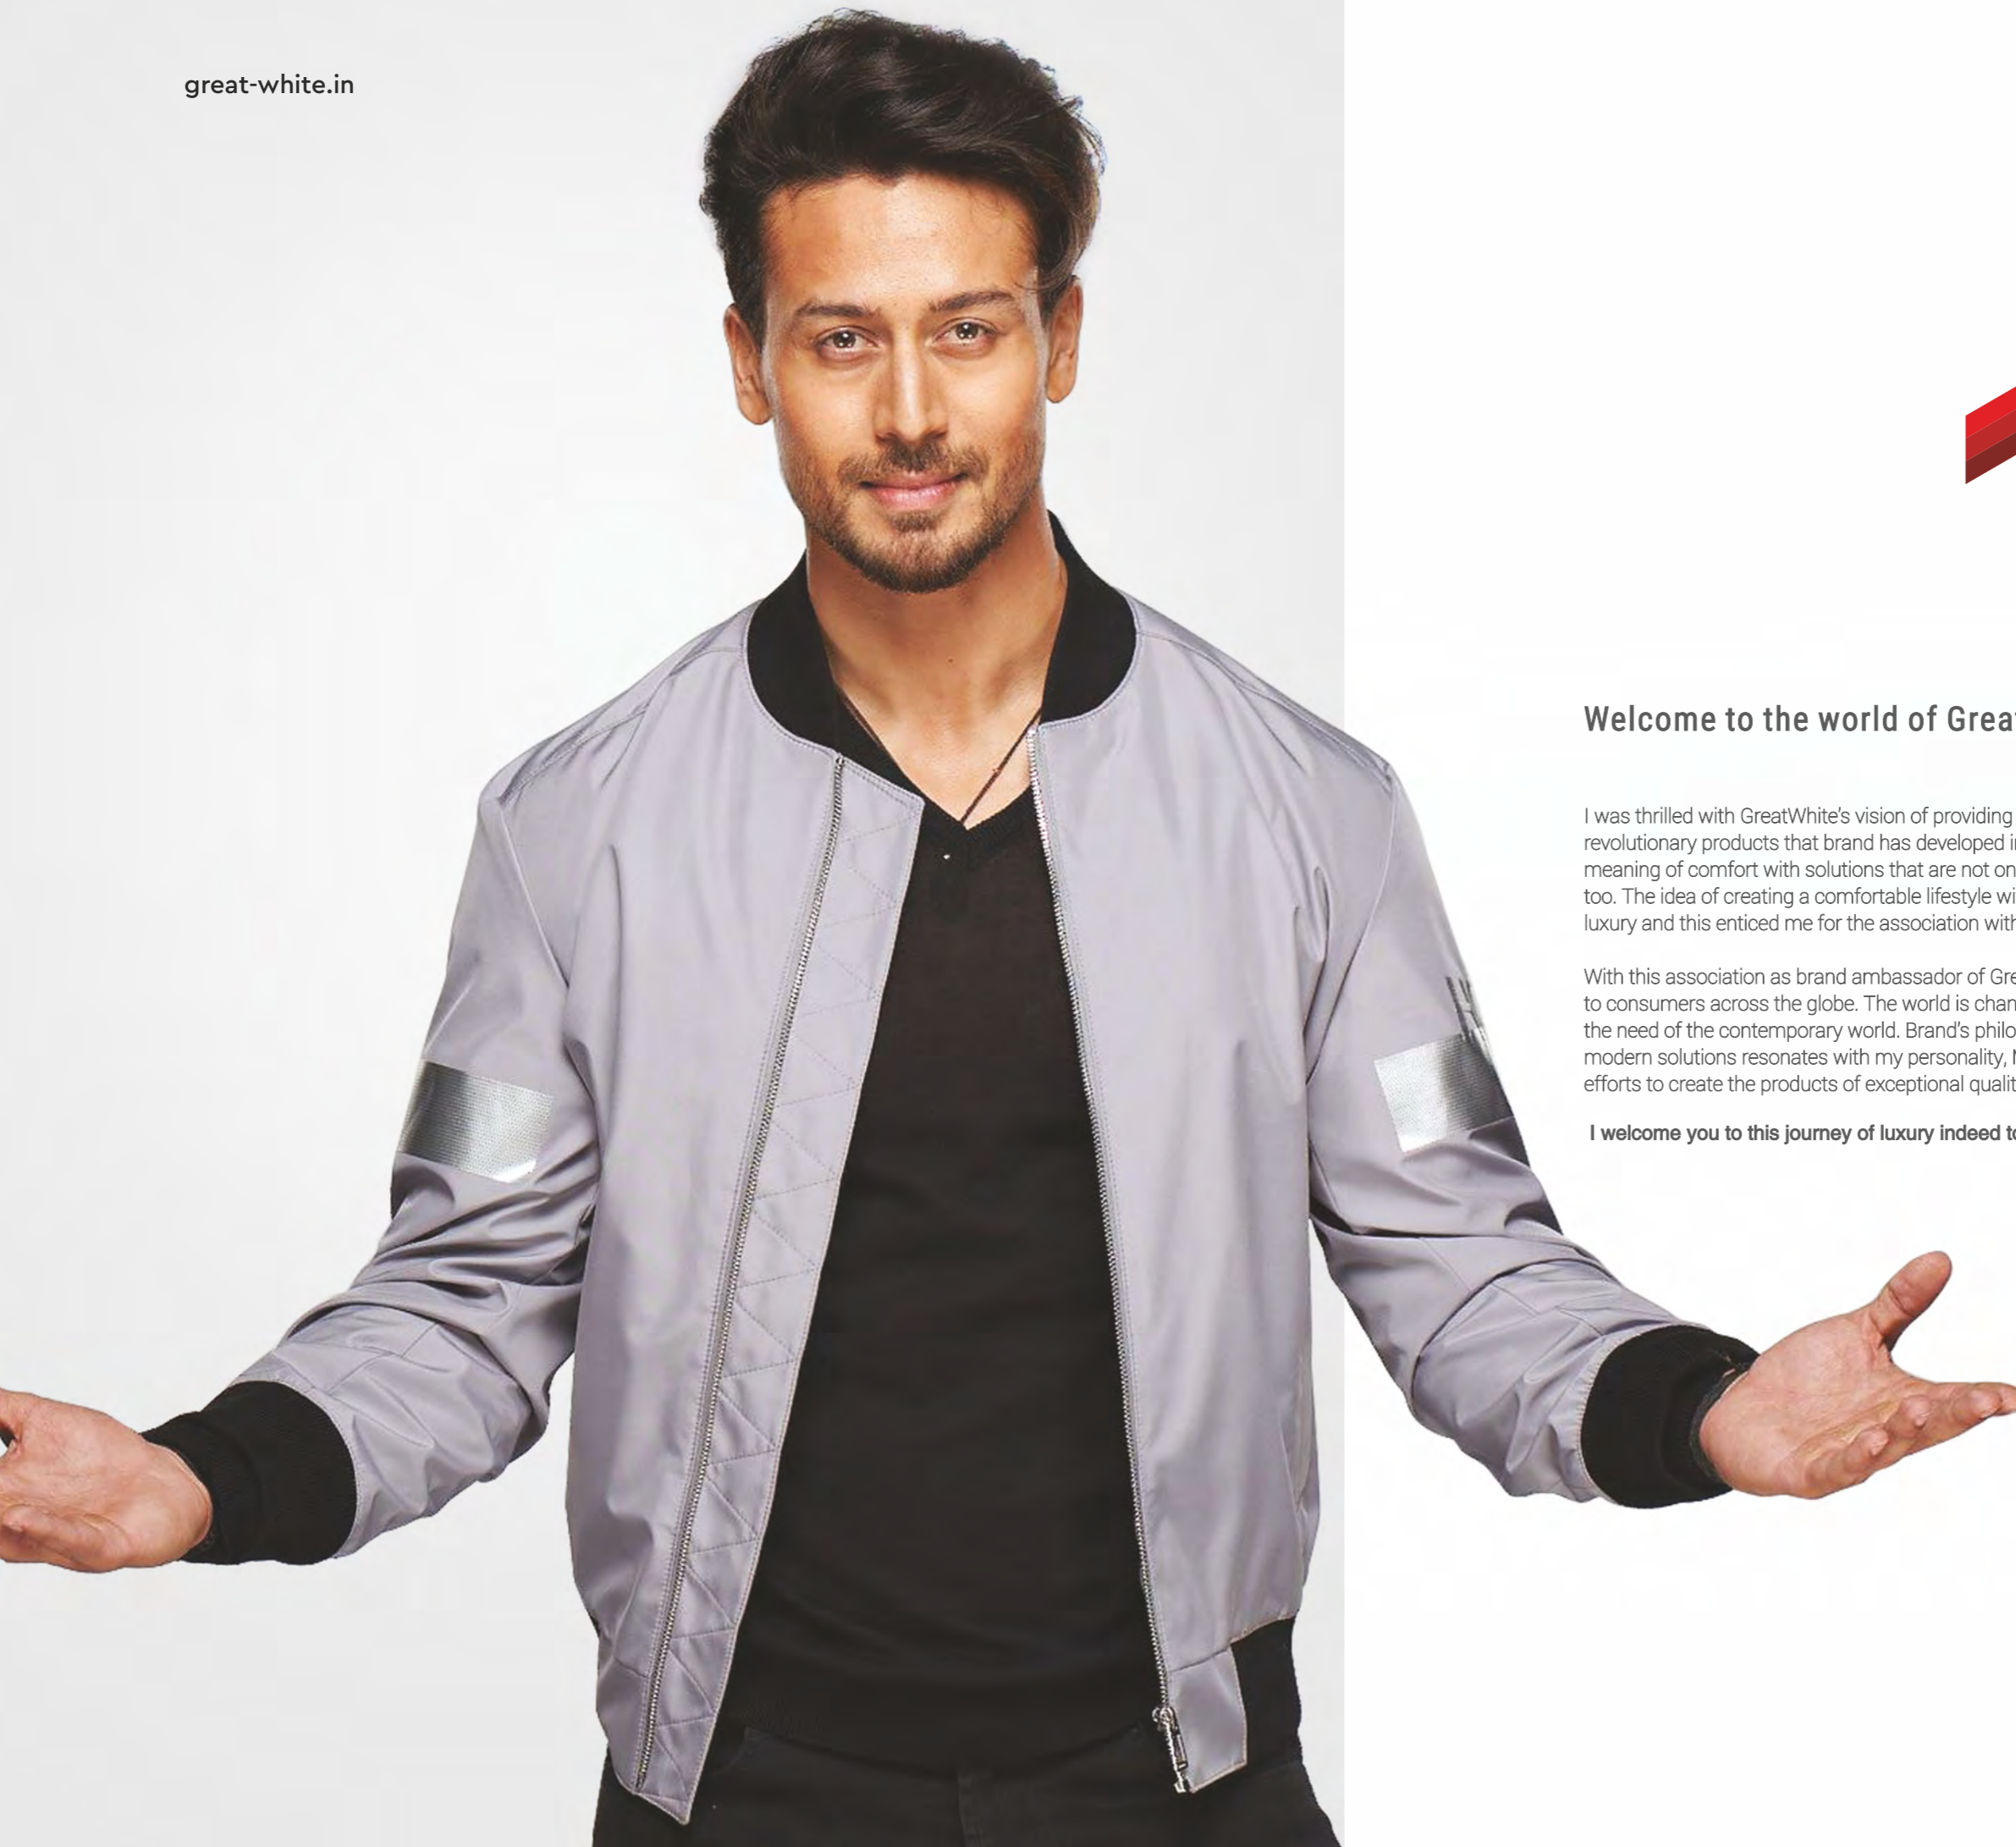 great-white.in
Welcome to the world of Grea
I was thrilled with GreatWhite's vision of providing
revolutionary products that brand has developed i
meaning of comfort with solutions that are not on
too. The idea of creating a comfortable lifestyle wi
luxury and this enticed me for the association with
With this association as brand ambassador of Gre
to consumers across the globe. The world is chan
the need of the contemporary world. Brand's philo
modern solutions resonates with my personality,
efforts to create the products of exceptional qualit
I welcome you to this journey of luxury indeed to